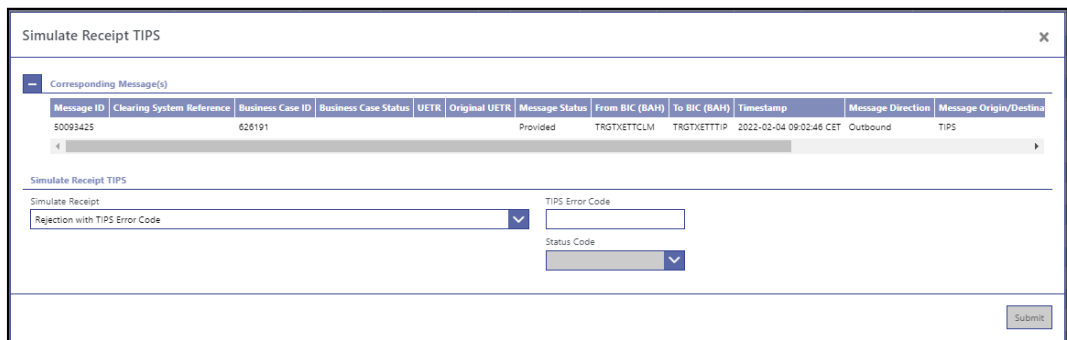 Simulate Receipt TIPS
Corresponding Message(s)
Message ID Clearing System Reference Business Case ID Business Case Status UETR Original UETR Message Status From BIC (BAH) To BIC (BAH) Timestamp Message Direction Message Origin/Destina
50093425 626191 Provided TRGTXETTCLM TRGTXETTTIP 2022-02-04 09:02:46 CET Outbound TIPS
Simulate Receipt TIPS
Simulate Receipt TIPS Error Code
Rejection with TIPS Error Code
Status Code
Submit